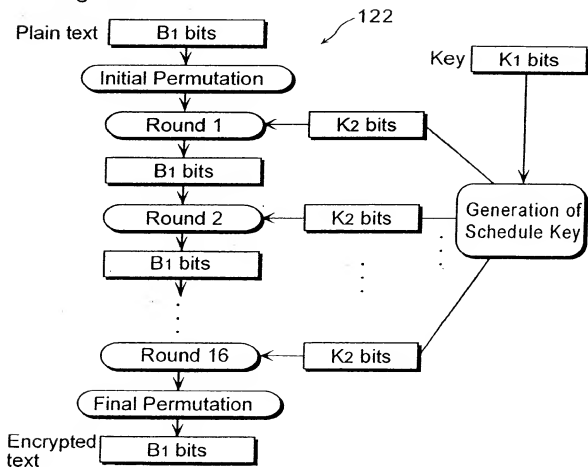 Plain text
B1 bits
122
Key
K1 bits
Initial Permutation
Round 1
K2 bits
B1 bits
Generation of
Schedule Key
Round 2
K2 bits
B1 bits
Round 16
K2 bits
Final Permutation
Encrypted
text
B1 bits